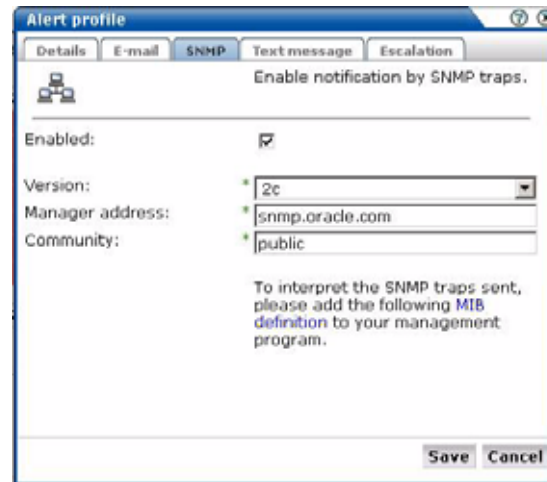 Alert profile
Details E-mail SNMP Text message Escalation
Enable notification by SNMP traps.
Enabled:
Version: * 2c
Manager address: * snmp.oracle.com
Community: * public
To interpret the SNMP traps sent,
please add the following MIB
definition to your management
program.
Save Cancel